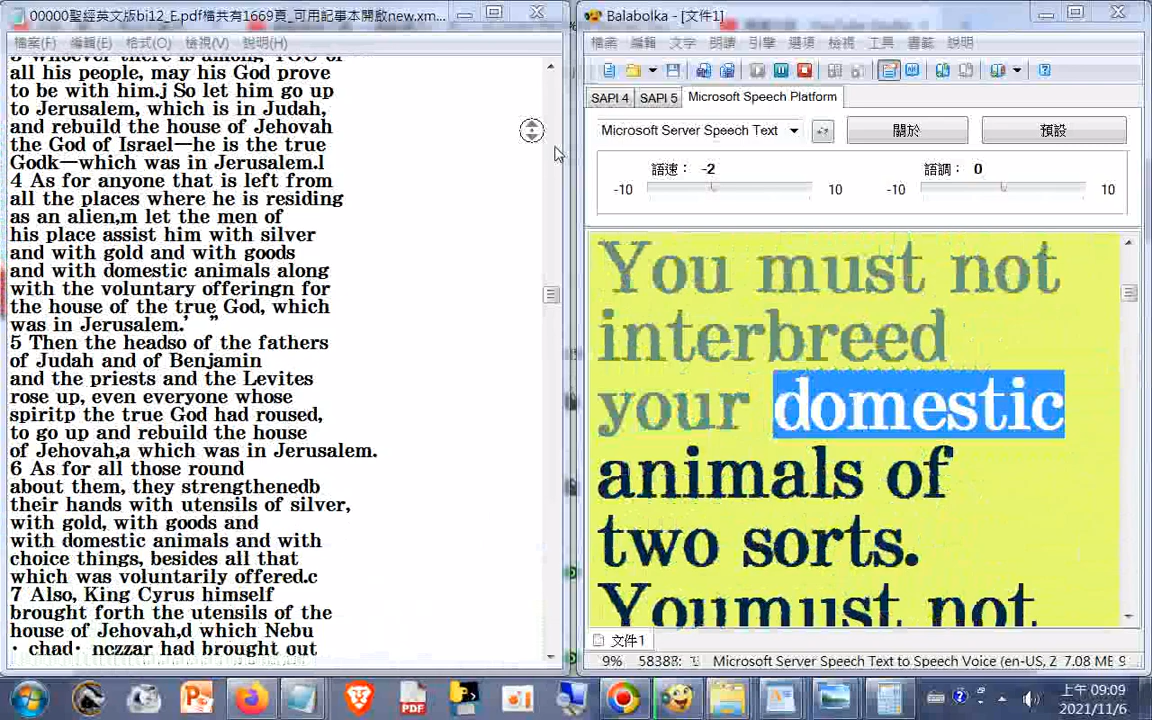 00000聖經英文版bi12_E.pdf檔共有1669頁_可用記事本開啟new.xm...
檔案(F) 編輯(E) 格式(O) 檢視(V) 說明(H)
3 Whoever there is among YOU of
all his people, may his God prove
to be with him.j So let him go up
to Jerusalem, which is in Judah,
and rebuild the house of Jehovah
the God of Israel—he is the true
Godk—which was in Jerusalem.l
4 As for anyone that is left from
all the places where he is residing
as an alien,m let the men of
his place assist him with silver
and with gold and with goods
and with domestic animals along
with the voluntary offeringn for
the house of the true God, which
was in Jerusalem.’ ”
5 Then the headso of the fathers
of Judah and of Benjamin
and the priests and the Levites
rose up, even everyone whose
spiritp the true God had roused,
to go up and rebuild the house
of Jehovah,a which was in Jerusalem.
6 As for all those round
about them, they strengthenedb
their hands with utensils of silver,
with gold, with goods and
with domestic animals and with
choice things, besides all that
which was voluntarily offered.c
7 Also, King Cyrus himself
brought forth the utensils of the
house of Jehovah,d which Nebu
· chad· nezzar had brought out
Balabolka - [文件1]
檔案 編輯 文字 朗讀 引擎 選項 檢視 工具 書籤 說明
SAPI 4 SAPI 5 Microsoft Speech Platform
Microsoft Server Speech Text 關於 預設
語速： -2 語調： 0
-10 10 -10 10
You must not
interbreed
your domestic
animals of
two sorts.
Youmust not
文件1
9% 58388: Microsoft Server Speech Text to Speech Voice (en-US, Z 7.08 MB 9
上午 09:09
2021/11/6